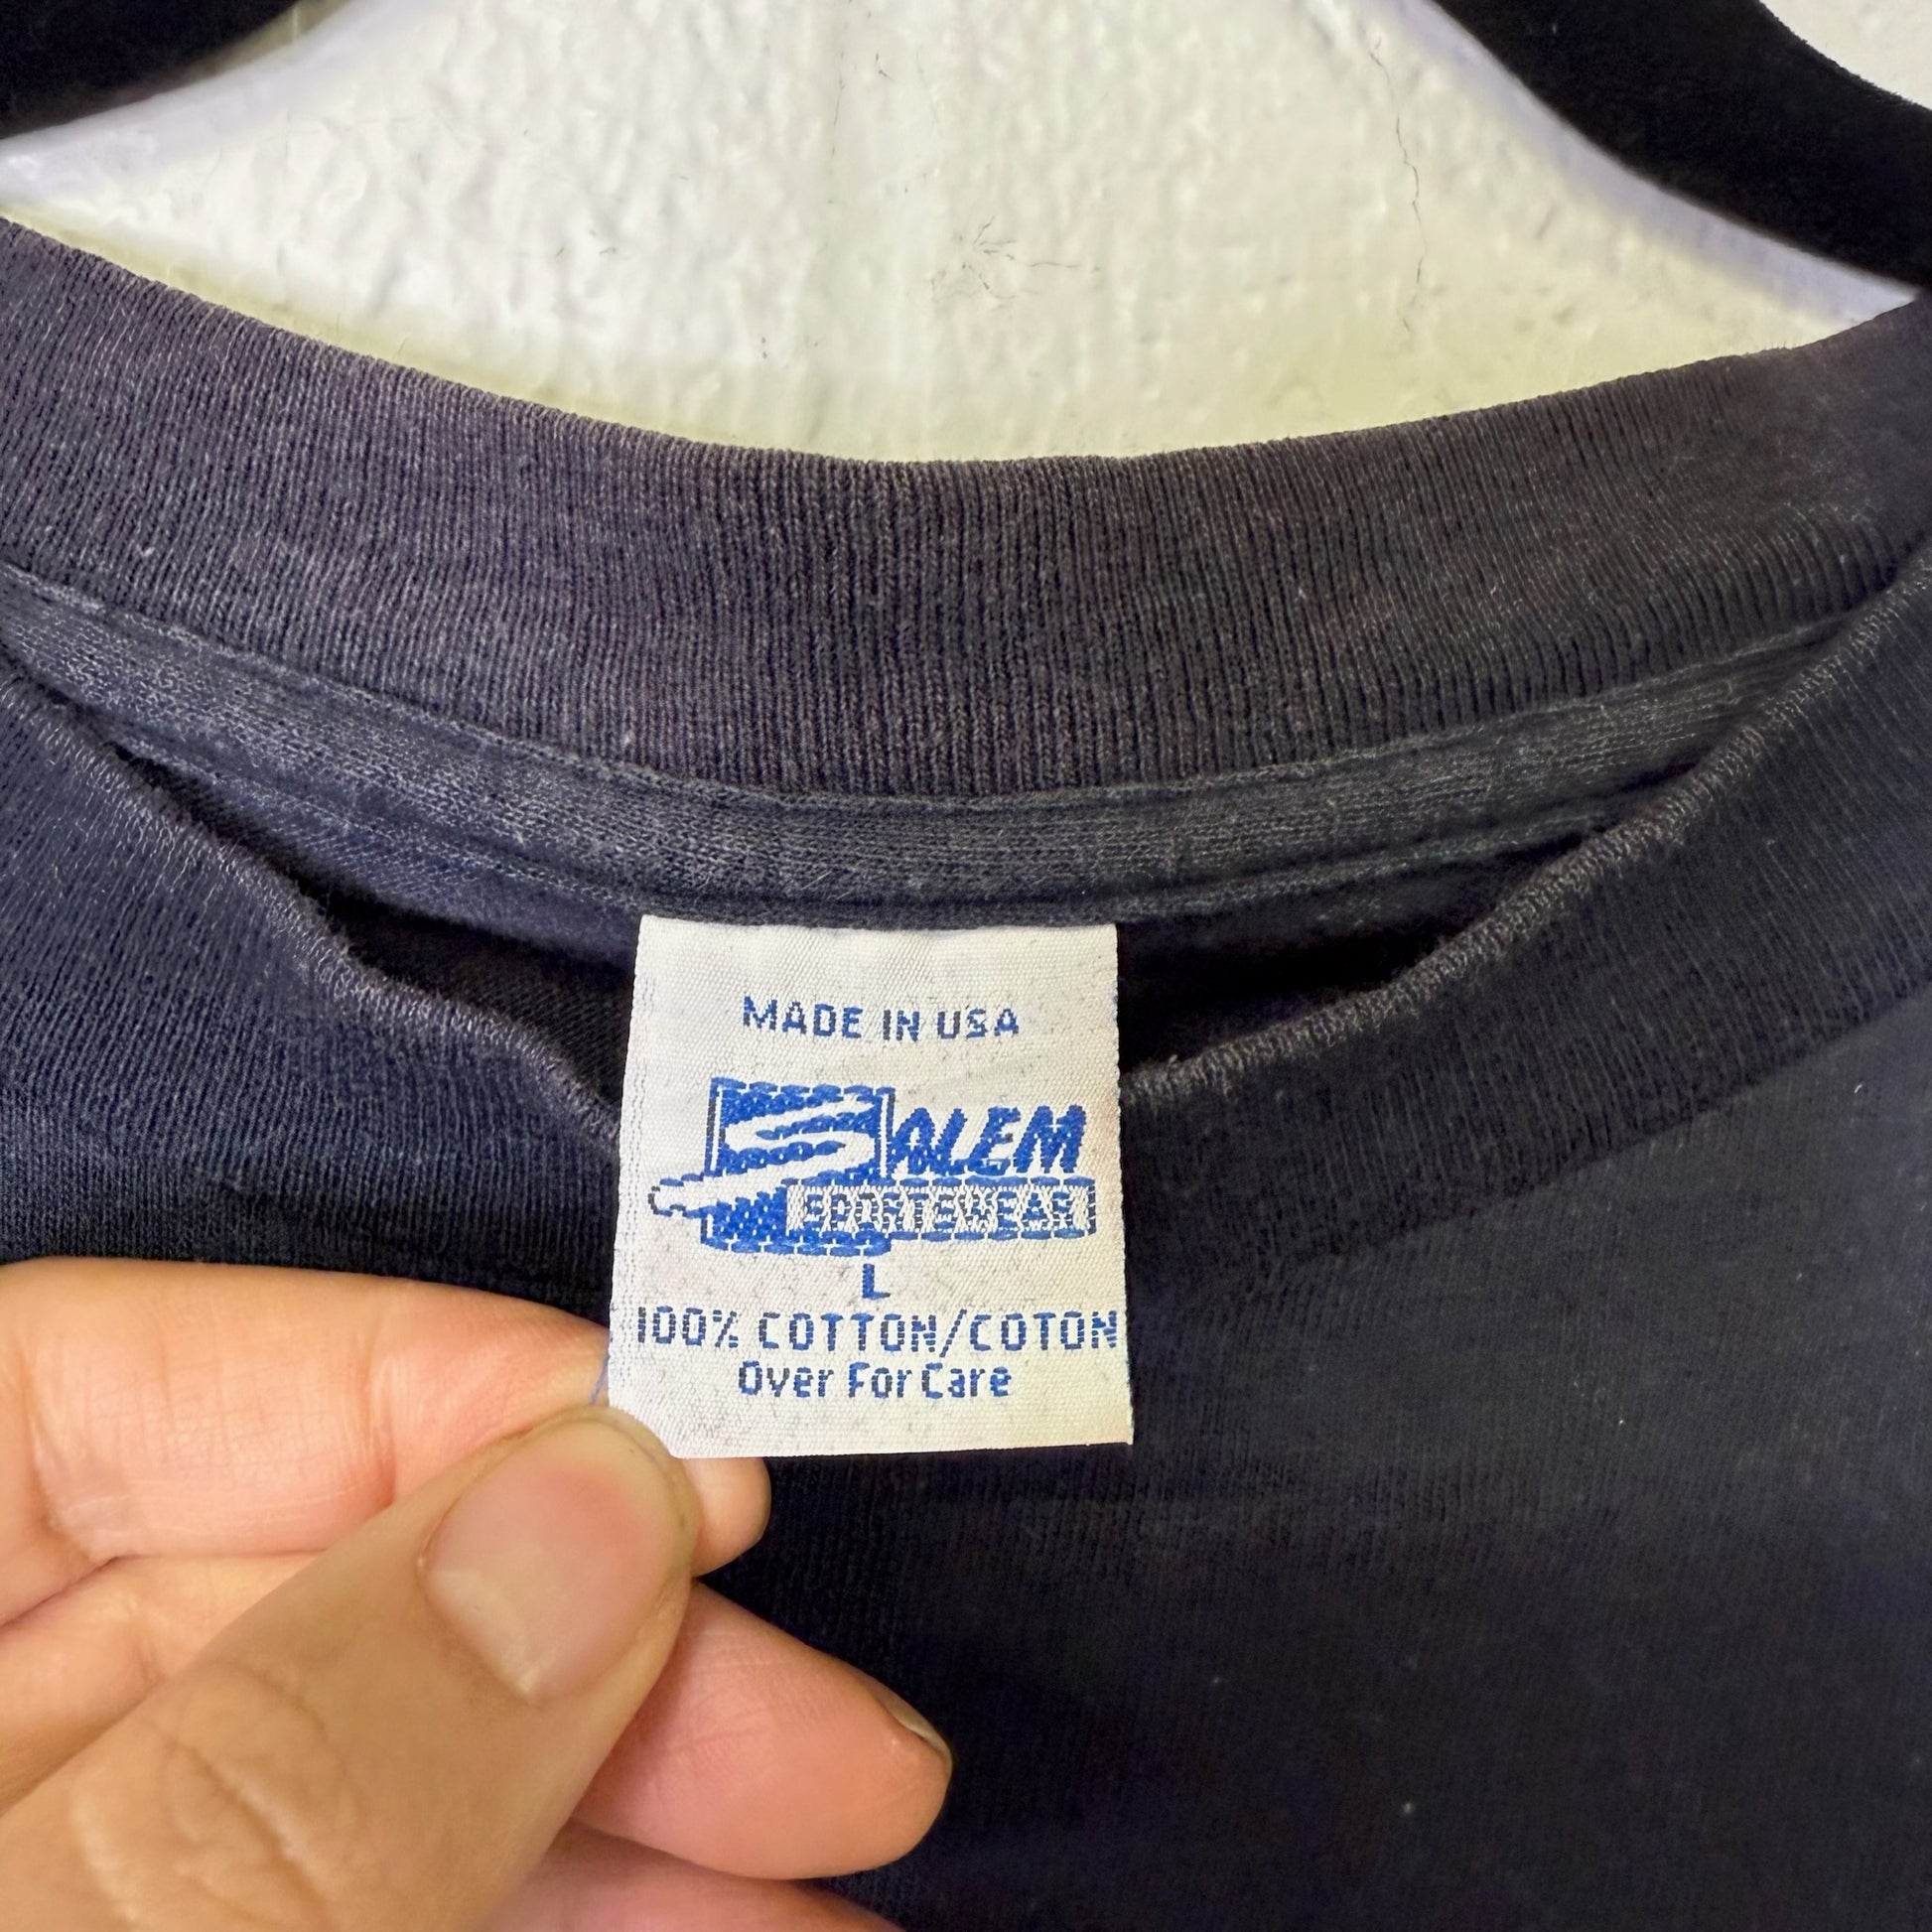 MADE IN USA
SALEM
SPORTSWEAR
L
100% COTTON/COTON
Over For Care